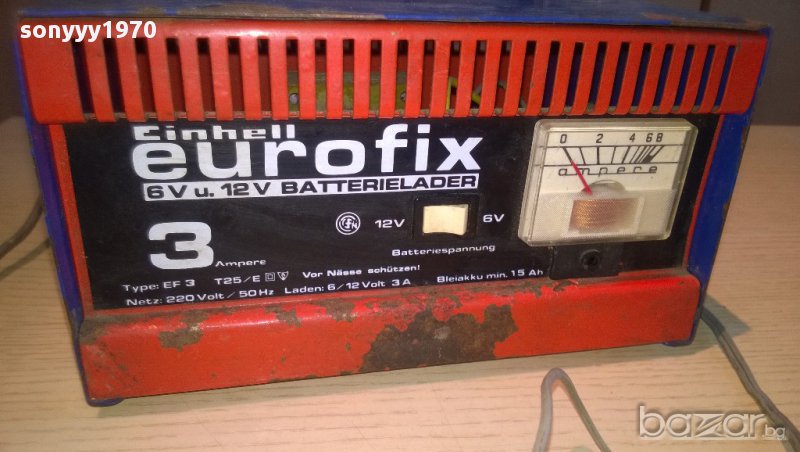 sonyyy1970
Einhell
eurofix
6V u. 12V BATTERIELADER
3 Ampere
12V 6V
Batteriespannung
0 2 4 6 8
ampere
Type: EF 3 T25/E Vor Nässe schützen! Bleiakku min. 15 Ah
Netz: 220 Volt / 50 Hz Laden: 6/12 Volt 3 A
bazar.bg